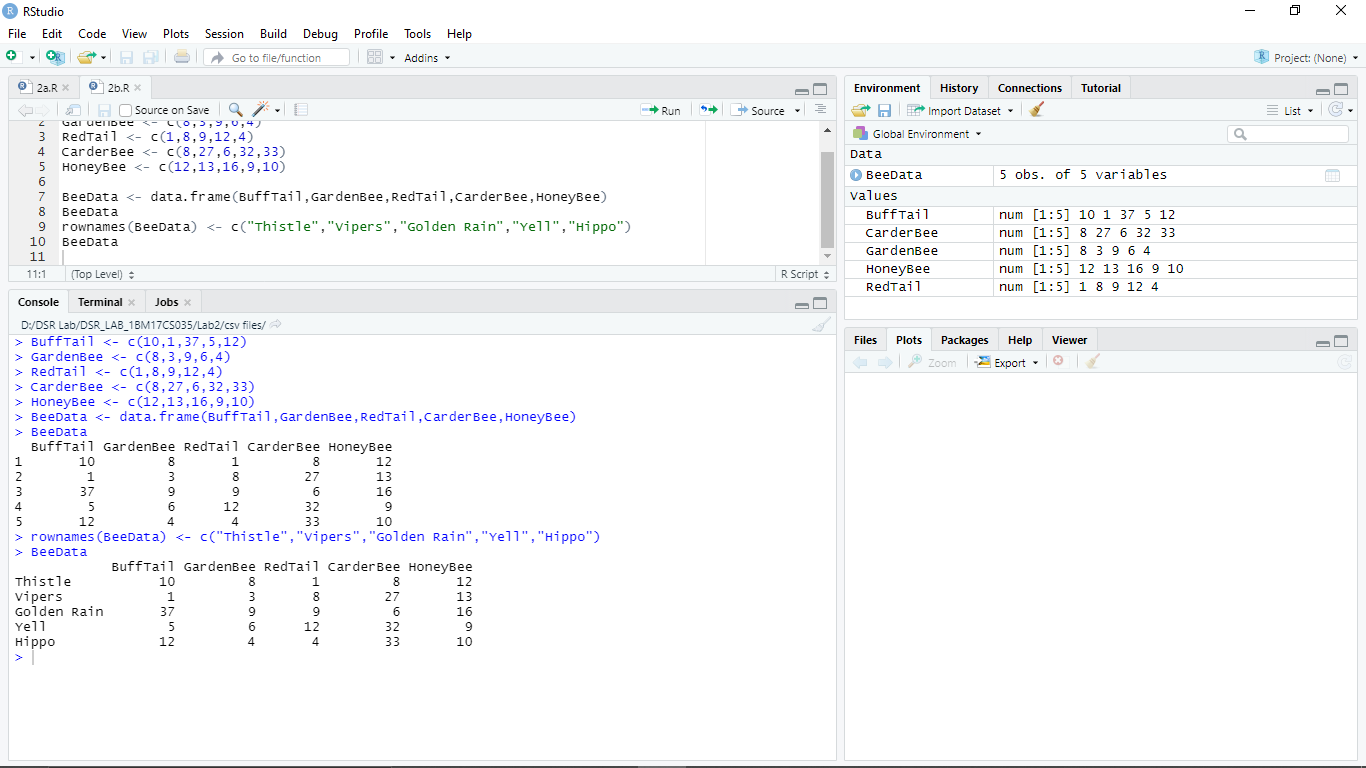 RStudio
File Edit Code View Plots Session Build Debug Profile Tools Help
Go to file/function Addins Project: (None)
2a.R 2b.R
Source on Save Run Source
2 GardenBee <- c(8,3,9,6,4)
3 RedTail <- c(1,8,9,12,4)
4 CarderBee <- c(8,27,6,32,33)
5 HoneyBee <- c(12,13,16,9,10)
6
7 BeeData <- data.frame(BuffTail,GardenBee,RedTail,CarderBee,HoneyBee)
8 BeeData
9 rownames(BeeData) <- c("Thistle","Vipers","Golden Rain","Yell","Hippo")
10 BeeData
11
11:1 (Top Level) R Script
Console Terminal Jobs
D:/DSR Lab/DSR_LAB_1BM17CS035/Lab2/csv files/
> BuffTail <- c(10,1,37,5,12)
> GardenBee <- c(8,3,9,6,4)
> RedTail <- c(1,8,9,12,4)
> CarderBee <- c(8,27,6,32,33)
> HoneyBee <- c(12,13,16,9,10)
> BeeData <- data.frame(BuffTail,GardenBee,RedTail,CarderBee,HoneyBee)
> BeeData
BuffTail GardenBee RedTail CarderBee HoneyBee
1 10 8 1 8 12
2 1 3 8 27 13
3 37 9 9 6 16
4 5 6 12 32 9
5 12 4 4 33 10
> rownames(BeeData) <- c("Thistle","Vipers","Golden Rain","Yell","Hippo")
> BeeData
BuffTail GardenBee RedTail CarderBee HoneyBee
Thistle 10 8 1 8 12
Vipers 1 3 8 27 13
Golden Rain 37 9 9 6 16
Yell 5 6 12 32 9
Hippo 12 4 4 33 10
>
Environment History Connections Tutorial
Import Dataset List
Global Environment
Data
BeeData 5 obs. of 5 variables
Values
BuffTail num [1:5] 10 1 37 5 12
CarderBee num [1:5] 8 27 6 32 33
GardenBee num [1:5] 8 3 9 6 4
HoneyBee num [1:5] 12 13 16 9 10
RedTail num [1:5] 1 8 9 12 4
Files Plots Packages Help Viewer
Zoom Export